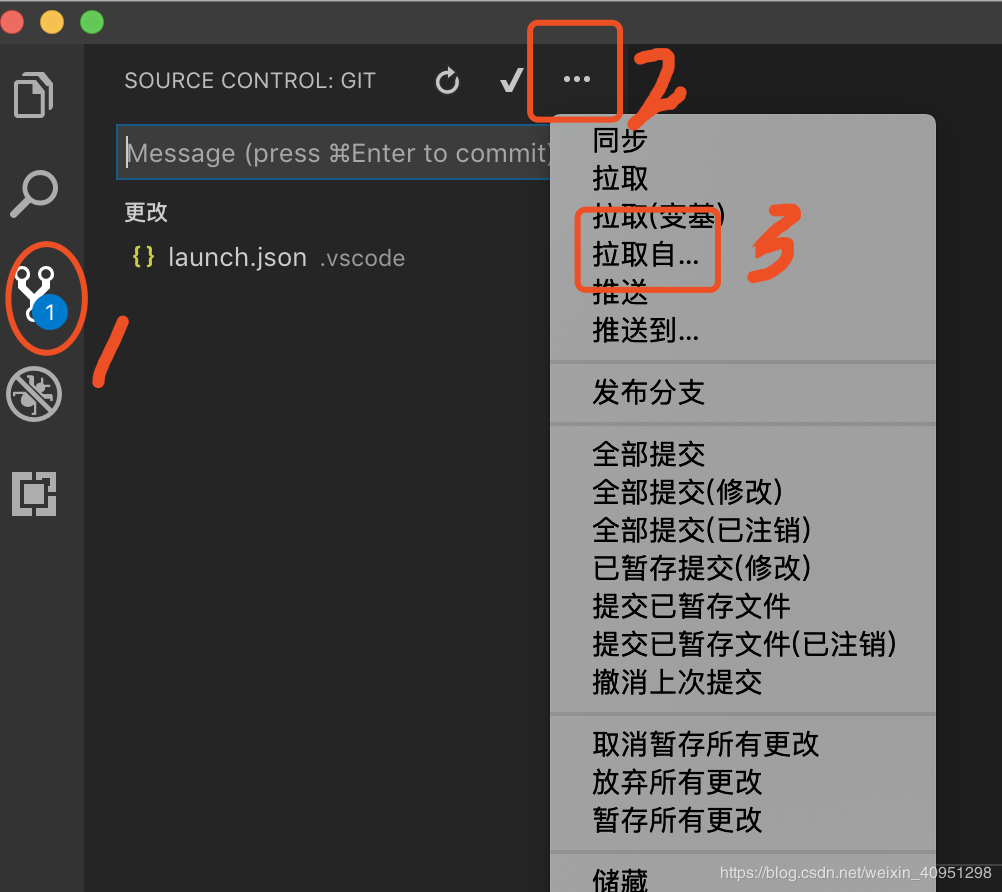 SOURCE CONTROL: GIT
2
Message (press ⌘Enter to commit)
更改
{} launch.json .vscode
1
1
同步
拉取
拉取(变基)
拉取自...
3
推送
推送到...
发布分支
全部提交
全部提交(修改)
全部提交(已注销)
已暂存提交(修改)
提交已暂存文件
提交已暂存文件(已注销)
撤消上次提交
取消暂存所有更改
放弃所有更改
暂存所有更改
储藏
https://blog.csdn.net/weixin_40951298